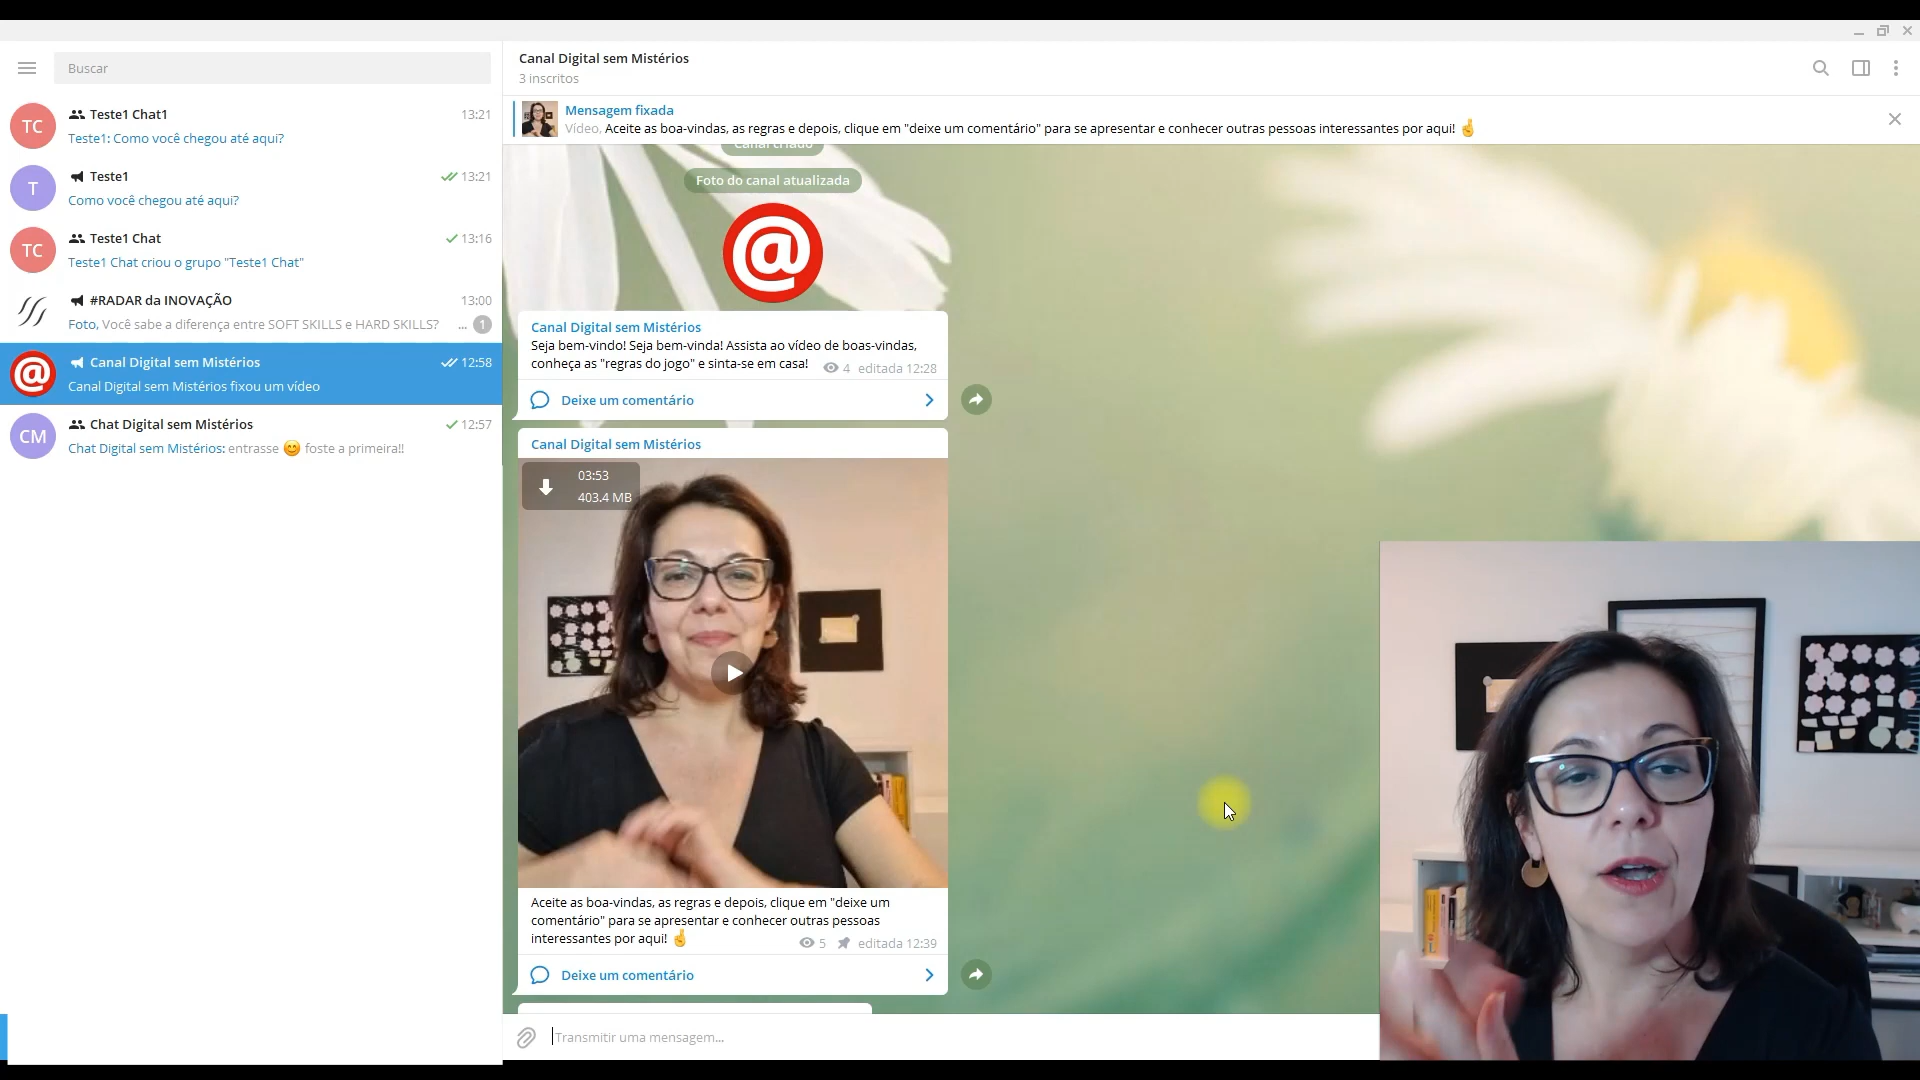 Buscar
TC
Teste1 Chat1
13:21
Teste1: Como você chegou até aqui?
T
Teste1
13:21
Como você chegou até aqui?
TC
Teste1 Chat
13:16
Teste1 Chat criou o grupo "Teste1 Chat"
#RADAR da INOVAÇÃO
13:00
Foto, Você sabe a diferença entre SOFT SKILLS e HARD SKILLS? ... 1
@
Canal Digital sem Mistérios
12:58
Canal Digital sem Mistérios fixou um vídeo
CM
Chat Digital sem Mistérios
12:57
Chat Digital sem Mistérios: entrasse 😊 foste a primeira!!
Canal Digital sem Mistérios
3 inscritos
Mensagem fixada
Vídeo, Aceite as boa-vindas, as regras e depois, clique em "deixe um comentário" para se apresentar e conhecer outras pessoas interessantes por aqui! 🤞
Canal criado
Foto do canal atualizada
@
Canal Digital sem Mistérios
Seja bem-vindo! Seja bem-vinda! Assista ao vídeo de boas-vindas,
conheça as "regras do jogo" e sinta-se em casa! 4 editada 12:28
Deixe um comentário
Canal Digital sem Mistérios
03:53
403.4 MB
Aceite as boa-vindas, as regras e depois, clique em "deixe um
comentário" para se apresentar e conhecer outras pessoas
interessantes por aqui! 🤞 5 editada 12:39
Deixe um comentário
Transmitir uma mensagem...